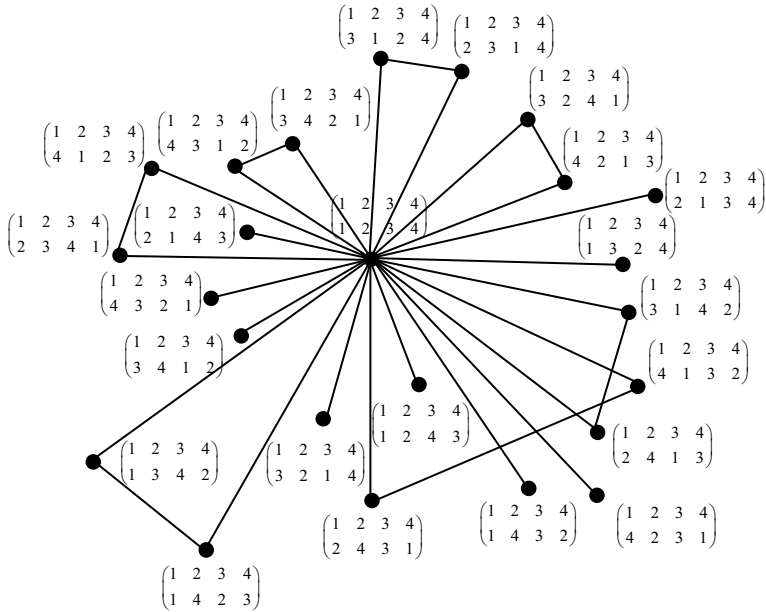 1 2 3 4
3 1 2 4
1 2 3 4
2 3 1 4
1 2 3 4
3 2 4 1
1 2 3 4
3 4 2 1
1 2 3 4
4 3 1 2
1 2 3 4
4 1 2 3
1 2 3 4
4 2 1 3
1 2 3 4
2 1 3 4
1 2 3 4
1 2 3 4
1 2 3 4
2 1 4 3
1 2 3 4
2 3 4 1
1 2 3 4
1 3 2 4
1 2 3 4
4 3 2 1
1 2 3 4
3 1 4 2
1 2 3 4
3 4 1 2
1 2 3 4
4 1 3 2
1 2 3 4
1 2 4 3
1 2 3 4
2 4 1 3
1 2 3 4
1 3 4 2
1 2 3 4
3 2 1 4
1 2 3 4
2 4 3 1
1 2 3 4
1 4 3 2
1 2 3 4
4 2 3 1
1 2 3 4
1 4 2 3